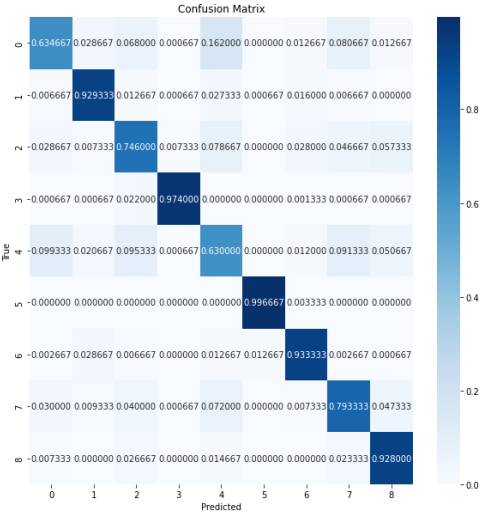 Confusion Matrix
0 0.634667 0.028667 0.068000 0.000667 0.162000 0.000000 0.012667 0.080667 0.012667
1 0.006667 0.929333 0.012667 0.000667 0.027333 0.000000 0.016000 0.006667 0.000000
2 0.028667 0.007333 0.746000 0.007333 0.078667 0.000000 0.028000 0.046667 0.057333
3 0.000667 0.000667 0.022000 0.974000 0.000000 0.000000 0.001333 0.000667 0.000667
4 0.099333 0.020667 0.095333 0.000667 0.630000 0.000000 0.012000 0.091333 0.050667
5 0.000000 0.000000 0.000000 0.000000 0.000000 0.996667 0.003333 0.000000 0.000000
6 0.002667 0.028667 0.006667 0.000000 0.012667 0.012667 0.933333 0.002667 0.000667
7 0.030000 0.009333 0.040000 0.000667 0.072000 0.000000 0.007333 0.793333 0.047333
8 0.007333 0.000000 0.026667 0.000000 0.014667 0.000000 0.000000 0.023333 0.928000
0 1 2 3 4 5 6 7 8
Predicted
True
0.8
0.6
0.4
0.2
0.0